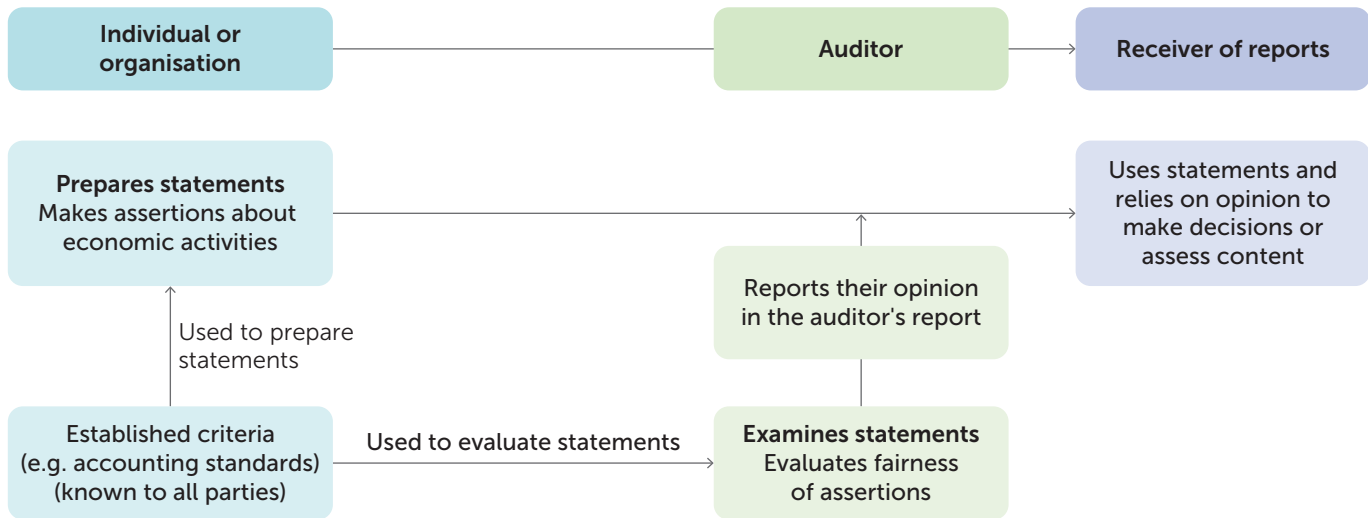 Individual or
organisation
Auditor
Receiver of reports
Prepares statements
Makes assertions about
economic activities
Uses statements and
relies on opinion to
make decisions or
assess content
Reports their opinion
in the auditor's report
Used to prepare
statements
Established criteria
(e.g. accounting standards)
(known to all parties)
Used to evaluate statements
Examines statements
Evaluates fairness
of assertions